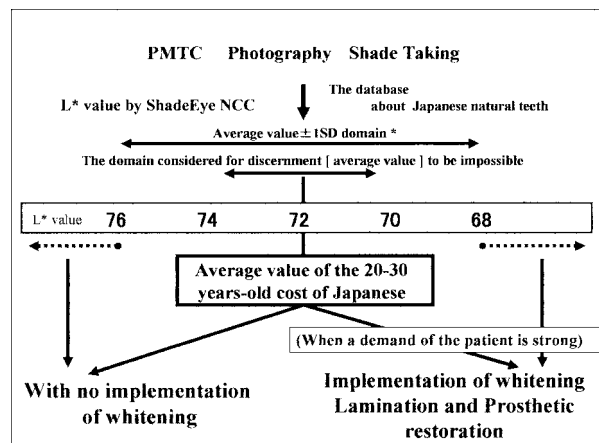 PMTC Photography Shade Taking
L* value by ShadeEye NCC
The database
about Japanese natural teeth
Average value±1SD domain *
The domain considered for discernment [ average value ] to be impossible
L* value 76 74 72 70 68
Average value of the 20-30
years-old cost of Japanese
(When a demand of the patient is strong)
With no implementation
of whitening
Implementation of whitening
Lamination and Prosthetic
restoration